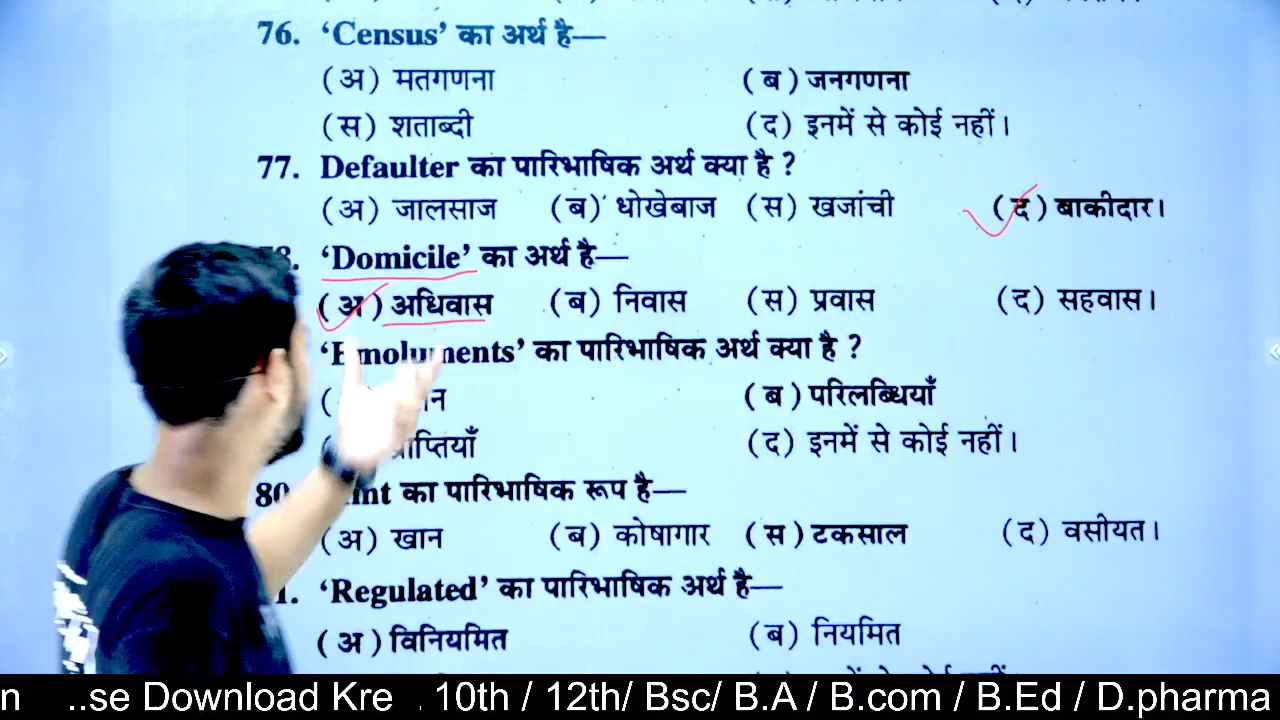 76. ‘Census’ का अर्थ है—
(अ) मतगणना (ब) जनगणना
(स) शताब्दी (द) इनमें से कोई नहीं।
77. Defaulter का पारिभाषिक अर्थ क्या है ?
(अ) जालसाज (ब) धोखेबाज (स) खजांची (द) बाकीदार।
‘Domicile’ का अर्थ है—
(अ) अधिवास (ब) निवास (स) प्रवास (द) सहवास।
‘Emoluments’ का पारिभाषिक अर्थ क्या है ?
(ब) परिलब्धियाँ
(द) इनमें से कोई नहीं।
80. का पारिभाषिक रूप है—
(अ) खान (ब) कोषागार (स) टकसाल (द) वसीयत।
‘Regulated’ का पारिभाषिक अर्थ है—
(अ) विनियमित (ब) नियमित
n ..se Download Kre . 10th / 12th/ Bsc/ B.A / B.com / B.Ed / D.pharma